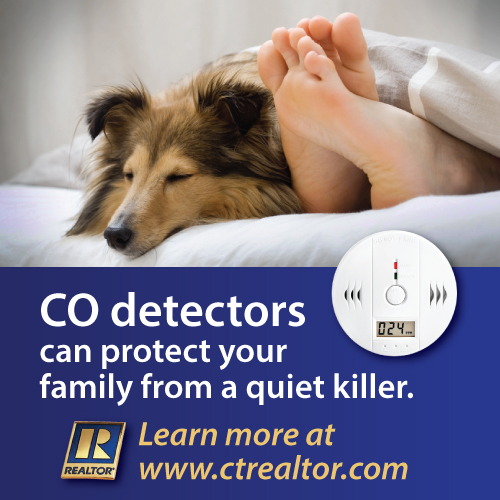 024
CO detectors
can protect your
family from a quiet killer.
R
REALTOR®
Learn more at
www.ctrealtor.com